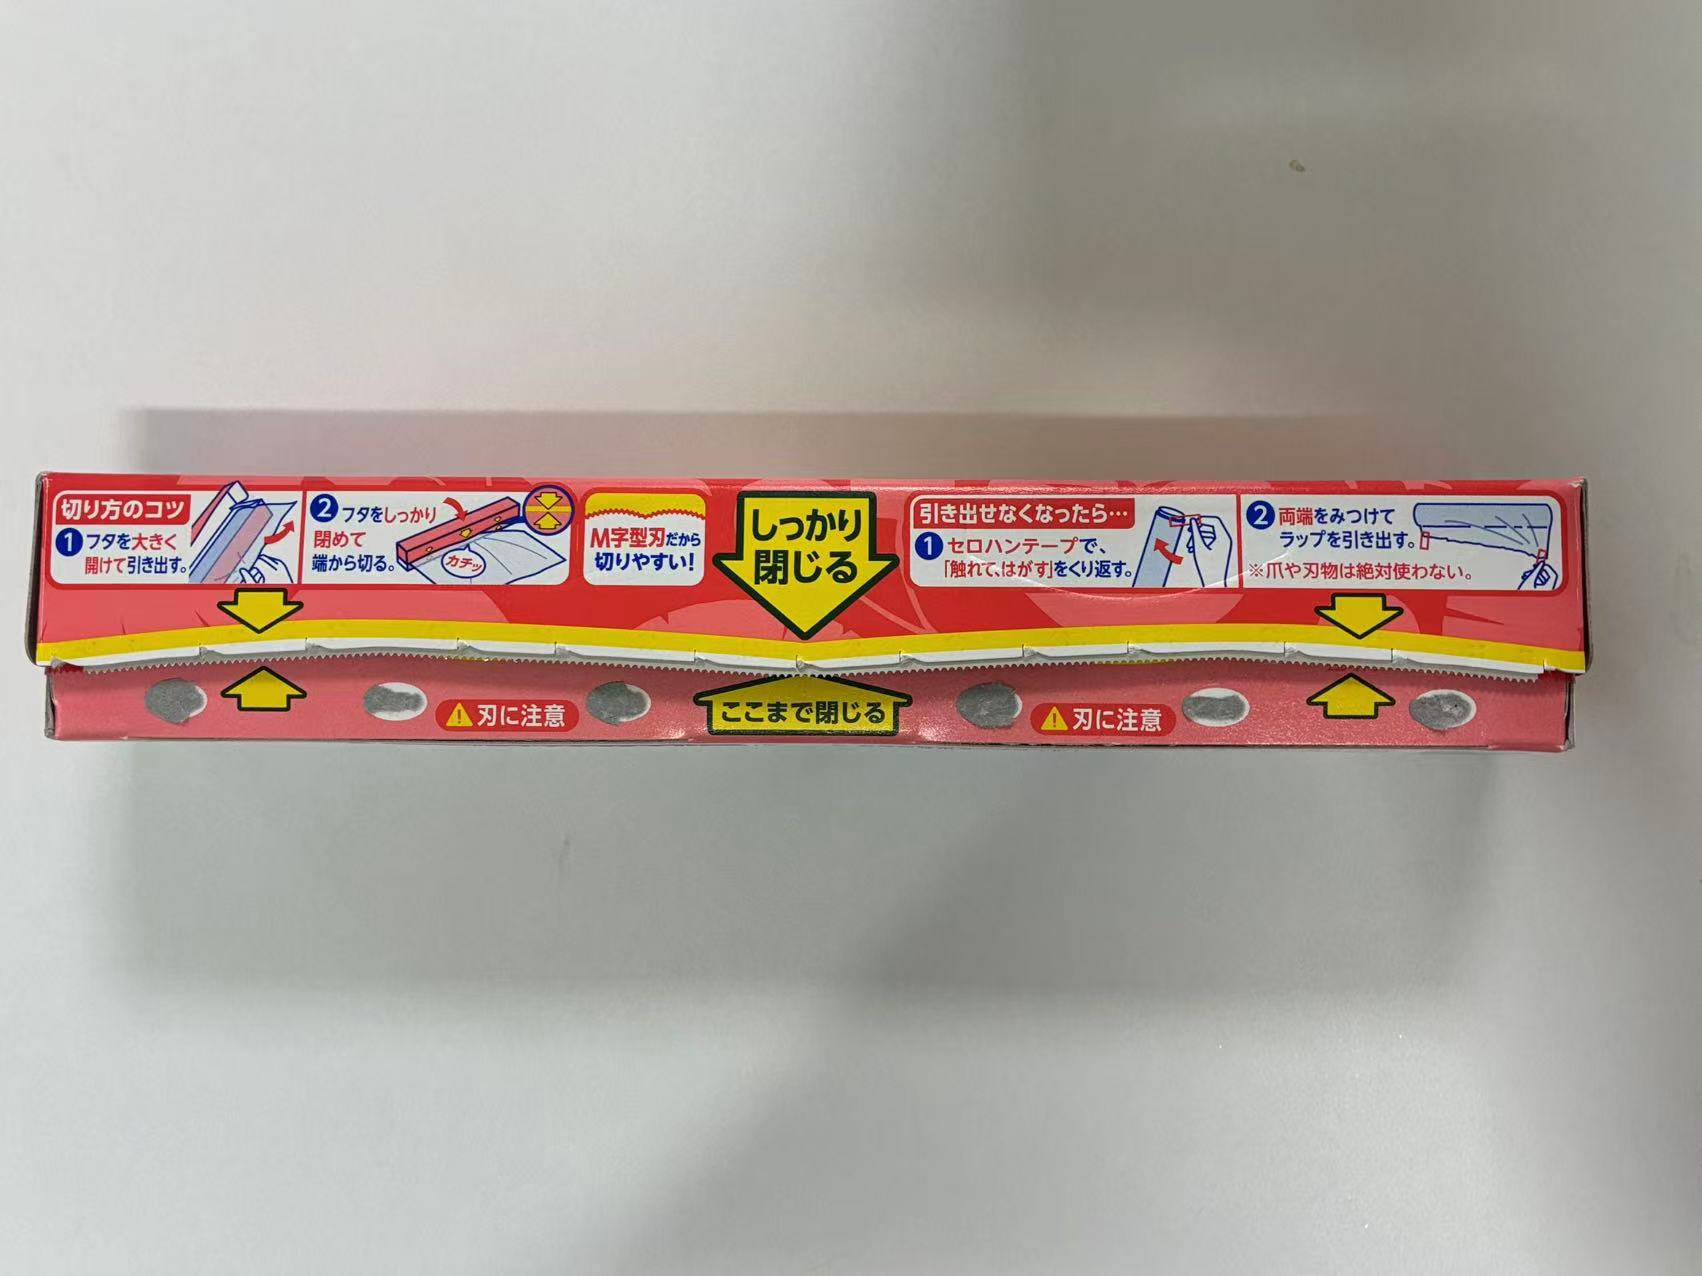 切り方のコツ
1 フタを大きく
開けて引き出す。
2 フタをしっかり
閉めて
端から切る。
カチッ
M字型刃だから
切りやすい!
しっかり
閉じる
引き出せなくなったら…
1 セロハンテープで、
「触れて、はがす」をくり返す。
2 両端をみつけて
ラップを引き出す。
※爪や刃物は絶対使わない。
刃に注意
ここまで閉じる
刃に注意